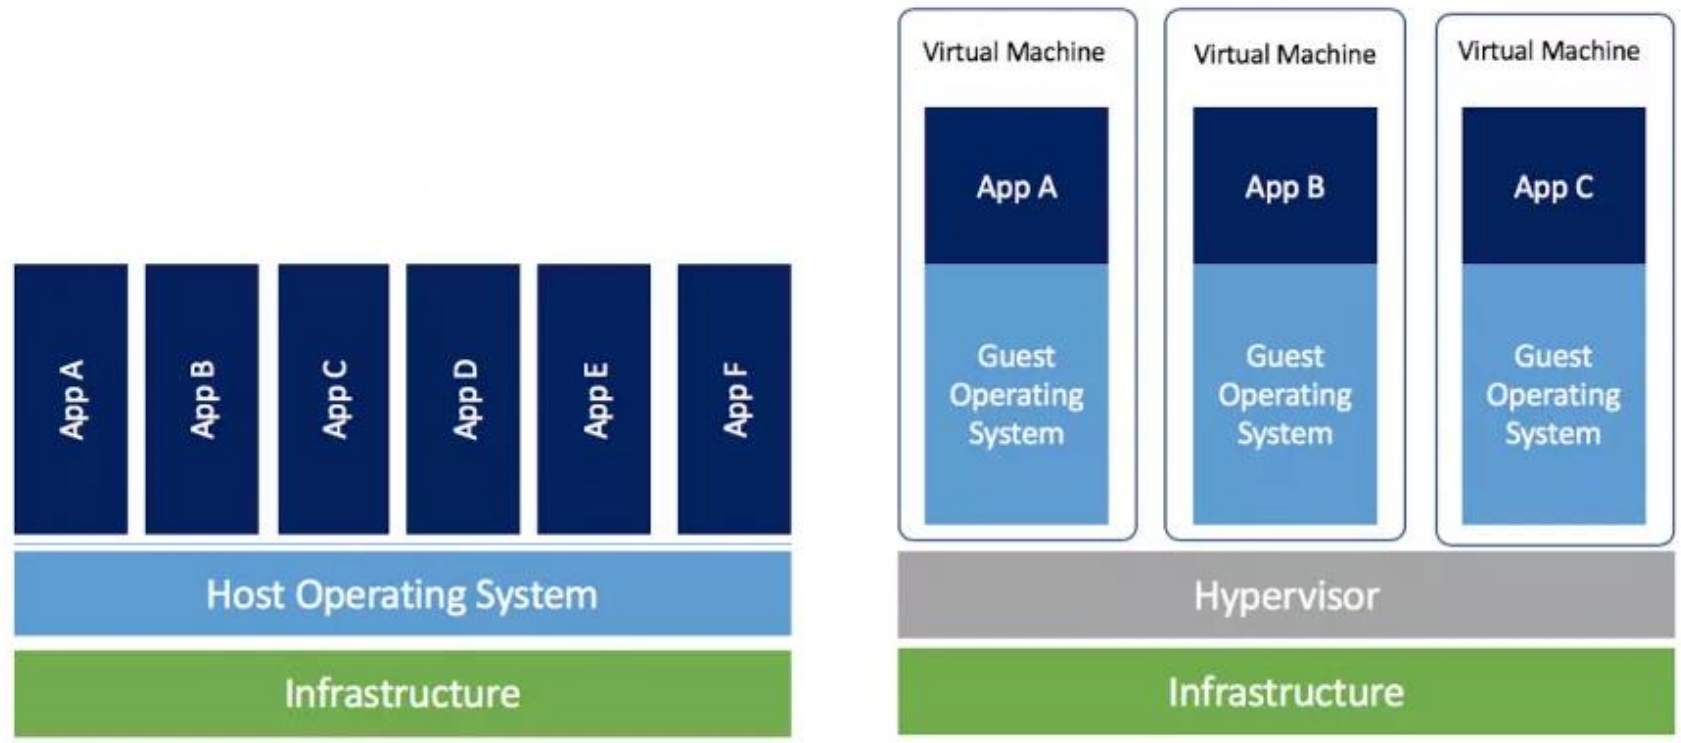 App A
App B
App C
App D
App E
App F
Host Operating System
Infrastructure
Virtual Machine
App A
Guest
Operating
System
Virtual Machine
App B
Guest
Operating
System
Virtual Machine
App C
Guest
Operating
System
Hypervisor
Infrastructure